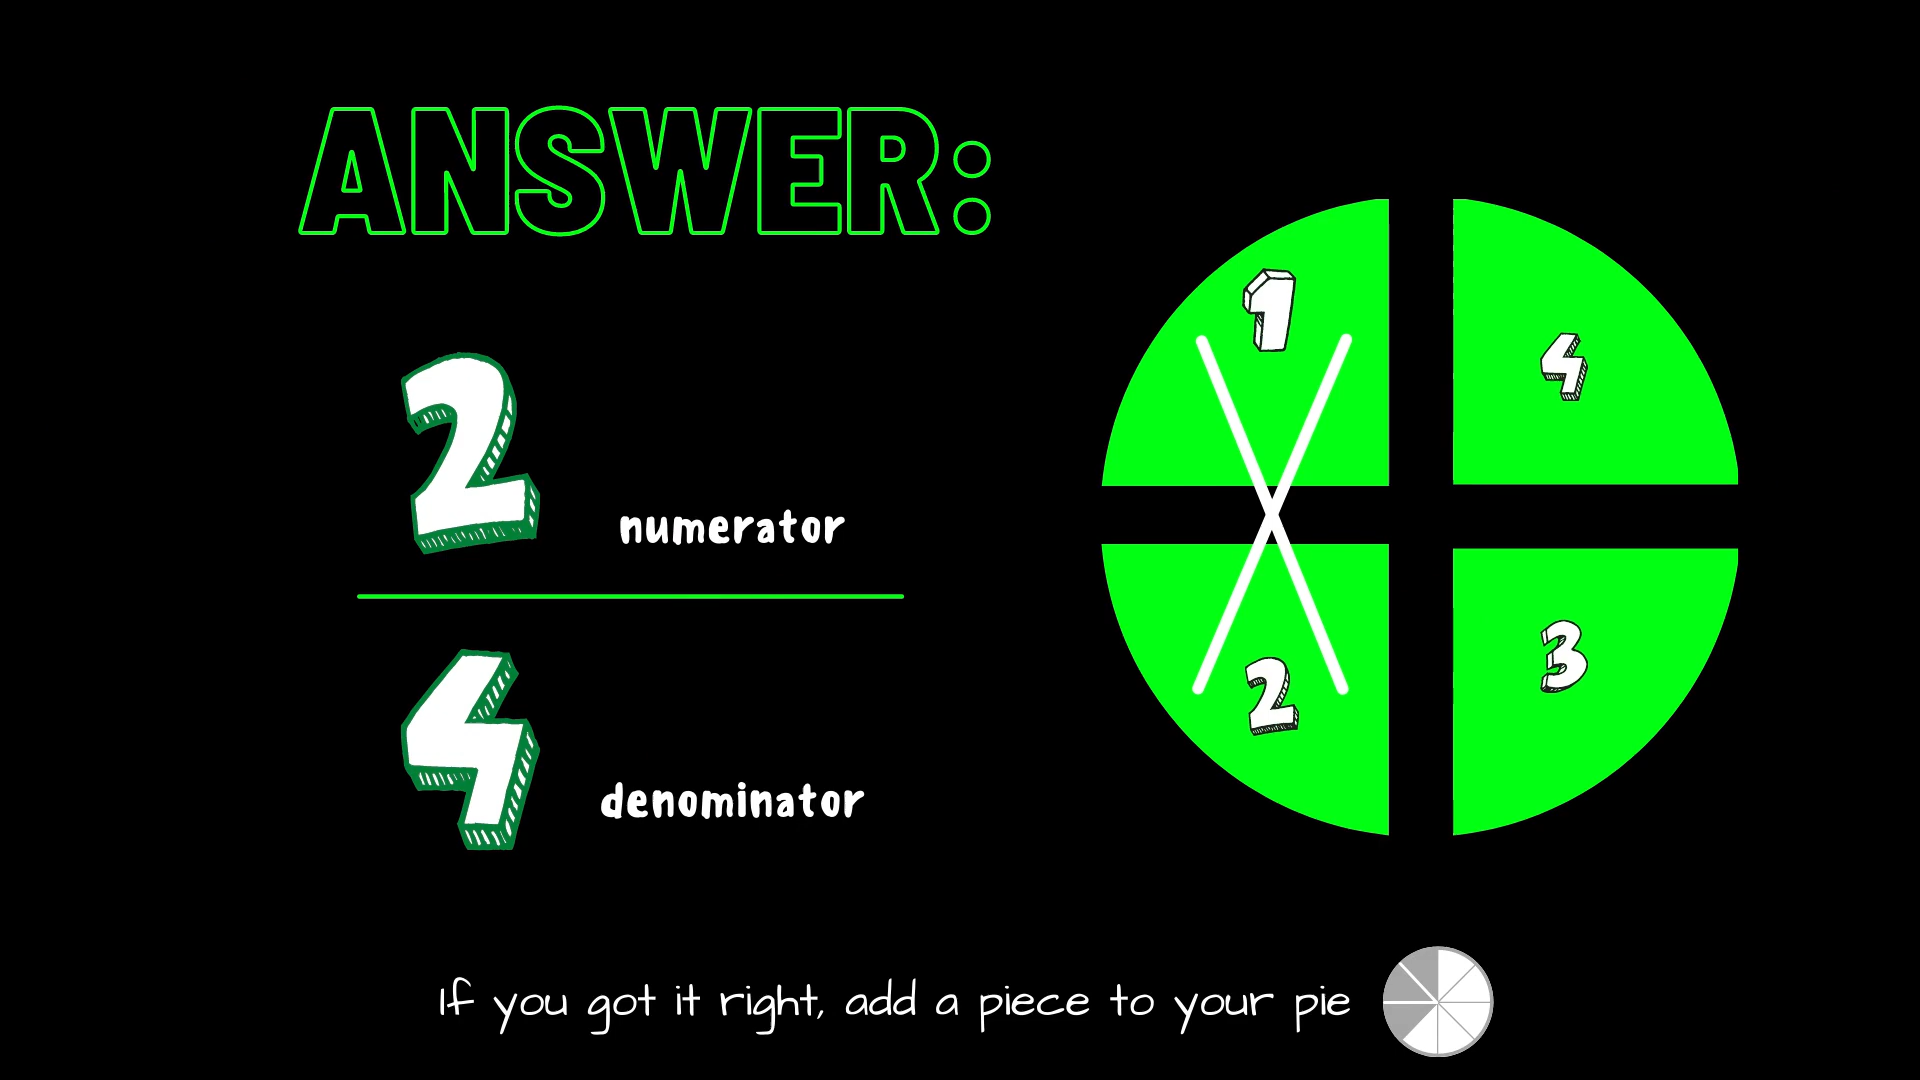 ANSWER:
2
numerator
4
denominator
1
4
2
3
If you got it right, add a piece to your pie